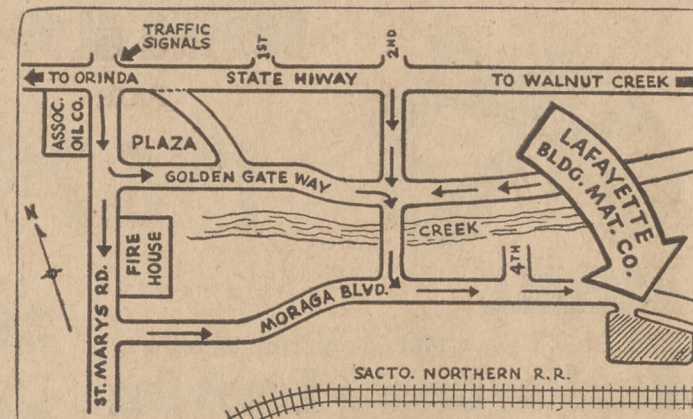 TRAFFIC
SIGNALS
1ST
2ND
TO ORINDA
STATE HIWAY
TO WALNUT CREEK
ASSOC.
OIL CO.
PLAZA
LAFAYETTE
BLDG. MAT. CO.
GOLDEN GATE WAY
N
CREEK
FIRE
HOUSE
4TH
ST. MARYS RD.
MORAGA BLVD.
SACTO. NORTHERN R.R.